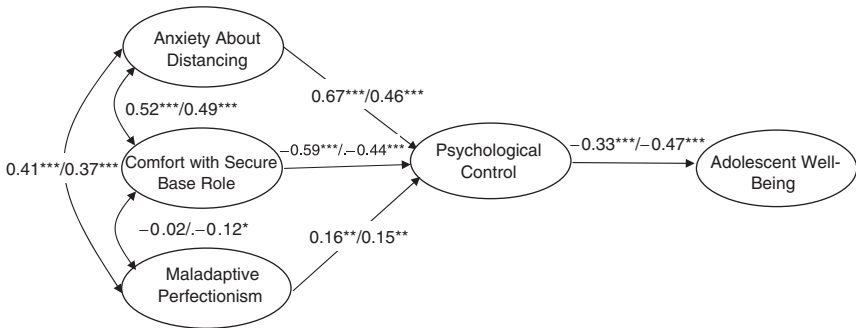 Anxiety About
Distancing
0.67***/0.46***
0.52***/0.49***
0.41***/0.37***
Comfort with Secure
Base Role
−0.59***/.−0.44***
Psychological
Control
−0.33***/−0.47***
Adolescent Well-
Being
−0.02/.−0.12*
0.16**/0.15**
Maladaptive
Perfectionism